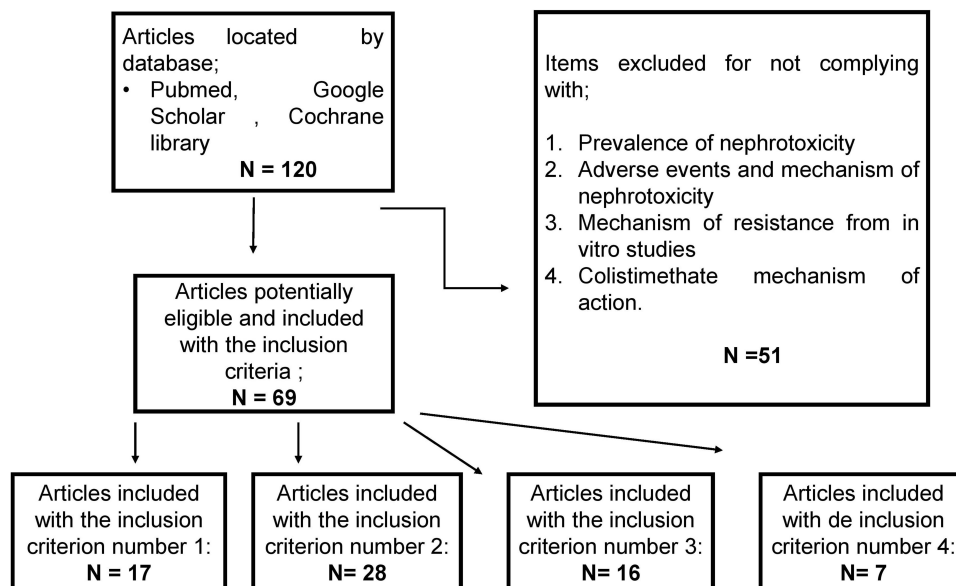 Articles located by
database;
• Pubmed, Google
Scholar , Cochrane
library
N = 120
Items excluded for not complying
with;
1. Prevalence of nephrotoxicity
2. Adverse events and mechanism of
nephrotoxicity
3. Mechanism of resistance from in
vitro studies
4. Colistimethate mechanism of
action.
N =51
Articles potentially
eligible and included
with the inclusion
criteria ;
N = 69
Articles included
with the inclusion
criterion number 1:
N = 17
Articles included
with the inclusion
criterion number 2:
N= 28
Articles included
with the inclusion
criterion number 3:
N= 16
Articles included
with de inclusion
criterion number 4:
N= 7